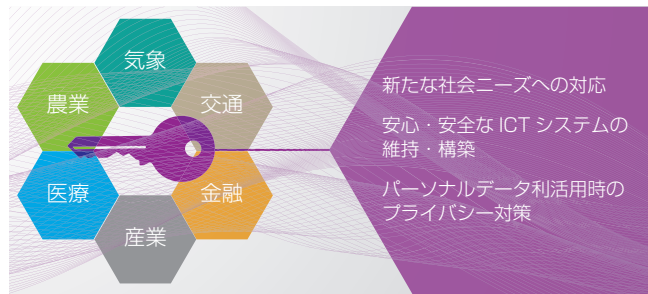 気象
農業
交通
医療
金融
産業
新たな社会ニーズへの対応
安心・安全な ICT システムの
維持・構築
パーソナルデータ利活用時の
プライバシー対策